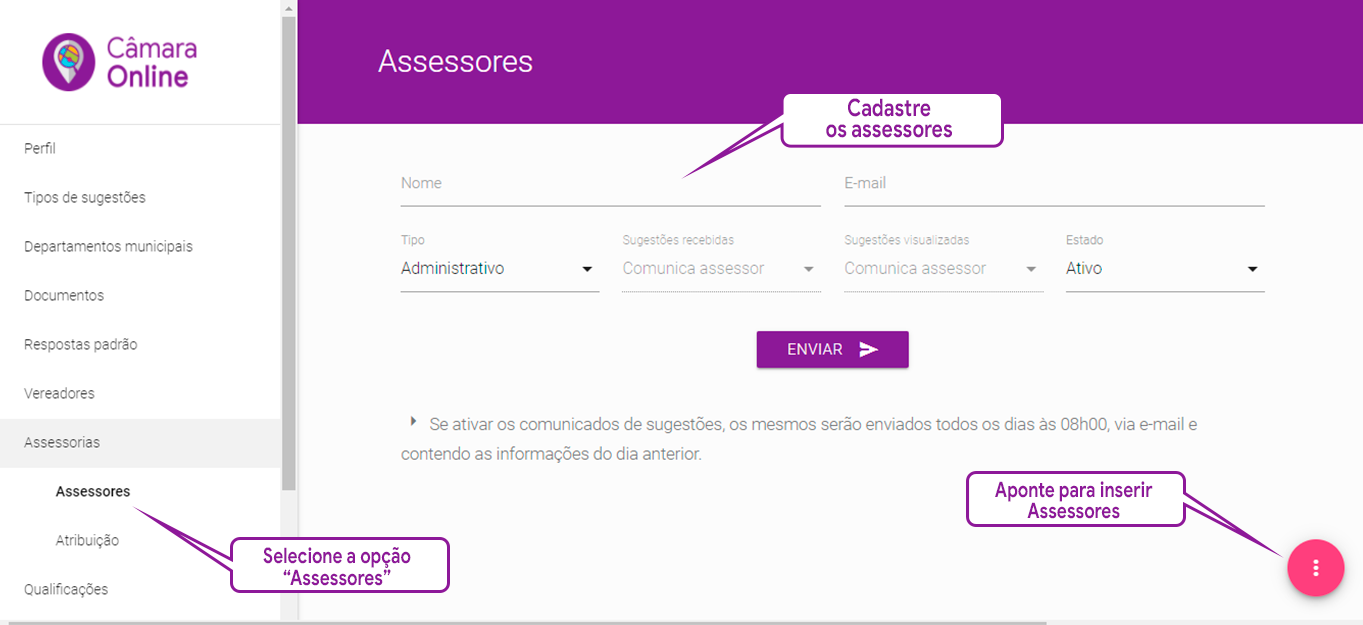 Câmara
Online
Perfil
Tipos de sugestões
Departamentos municipais
Documentos
Respostas padrão
Vereadores
Assessorias
Assessores
Atribuição
Qualificações
Selecione a opção
“Assessores”
Assessores
Cadastre
os assessores
Nome
E-mail
Tipo
Sugestões recebidas
Sugestões visualizadas
Estado
Administrativo
Comunica assessor
Comunica assessor
Ativo
ENVIAR
Se ativar os comunicados de sugestões, os mesmos serão enviados todos os dias às 08h00, via e-mail e
contendo as informações do dia anterior.
Aponte para inserir
Assessores